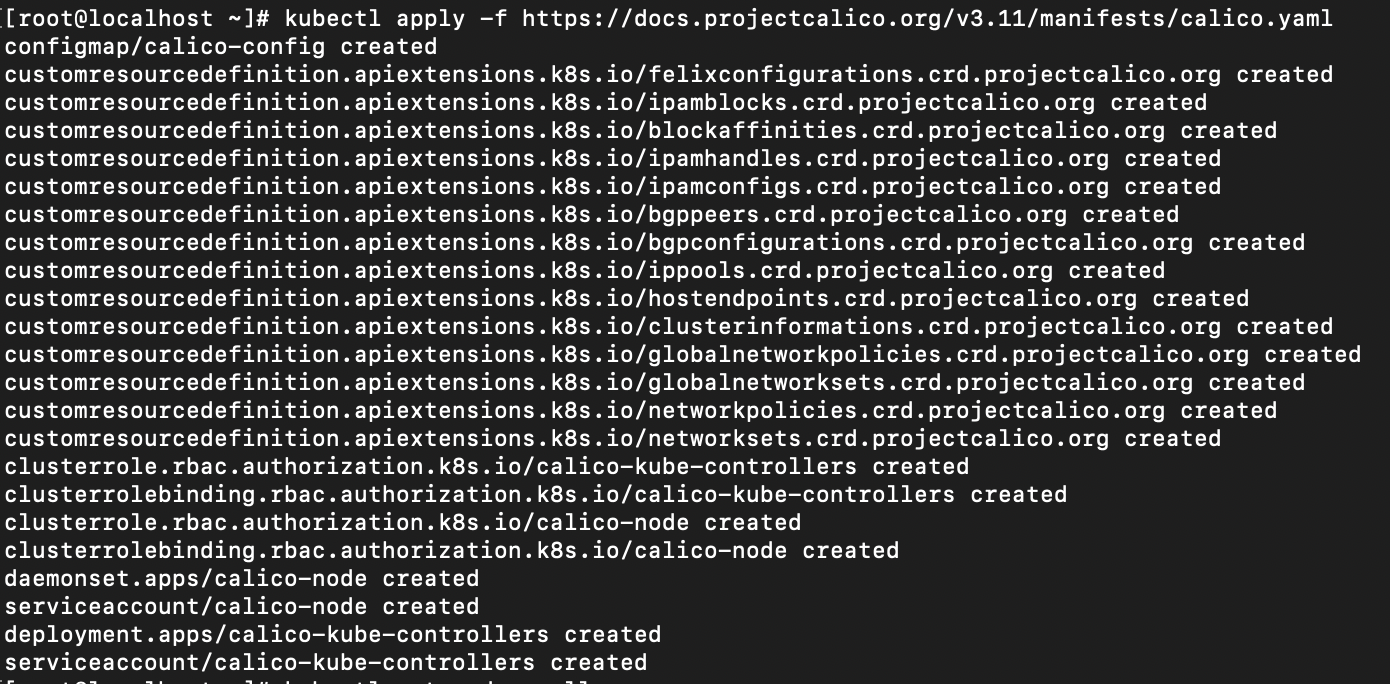 [[root@localhost ~]# kubectl apply -f https://docs.projectcalico.org/v3.11/manifests/calico.yaml
configmap/calico-config created
customresourcedefinition.apiextensions.k8s.io/felixconfigurations.crd.projectcalico.org created
customresourcedefinition.apiextensions.k8s.io/ipamblocks.crd.projectcalico.org created
customresourcedefinition.apiextensions.k8s.io/blockaffinities.crd.projectcalico.org created
customresourcedefinition.apiextensions.k8s.io/ipamhandles.crd.projectcalico.org created
customresourcedefinition.apiextensions.k8s.io/ipamconfigs.crd.projectcalico.org created
customresourcedefinition.apiextensions.k8s.io/bgppeers.crd.projectcalico.org created
customresourcedefinition.apiextensions.k8s.io/bgpconfigurations.crd.projectcalico.org created
customresourcedefinition.apiextensions.k8s.io/ippools.crd.projectcalico.org created
customresourcedefinition.apiextensions.k8s.io/hostendpoints.crd.projectcalico.org created
customresourcedefinition.apiextensions.k8s.io/clusterinformations.crd.projectcalico.org created
customresourcedefinition.apiextensions.k8s.io/globalnetworkpolicies.crd.projectcalico.org created
customresourcedefinition.apiextensions.k8s.io/globalnetworksets.crd.projectcalico.org created
customresourcedefinition.apiextensions.k8s.io/networkpolicies.crd.projectcalico.org created
customresourcedefinition.apiextensions.k8s.io/networksets.crd.projectcalico.org created
clusterrole.rbac.authorization.k8s.io/calico-kube-controllers created
clusterrolebinding.rbac.authorization.k8s.io/calico-kube-controllers created
clusterrole.rbac.authorization.k8s.io/calico-node created
clusterrolebinding.rbac.authorization.k8s.io/calico-node created
daemonset.apps/calico-node created
serviceaccount/calico-node created
deployment.apps/calico-kube-controllers created
serviceaccount/calico-kube-controllers created